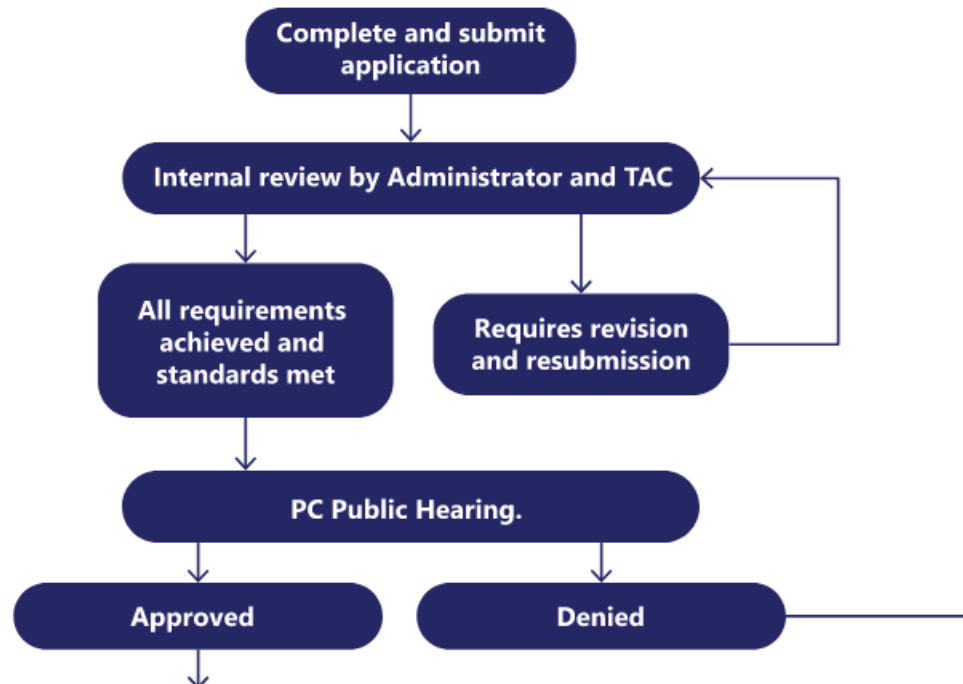 Complete and submit
application
Internal review by Administrator and TAC
All requirements
achieved and
standards met
Requires revision
and resubmission
PC Public Hearing.
Approved
Denied